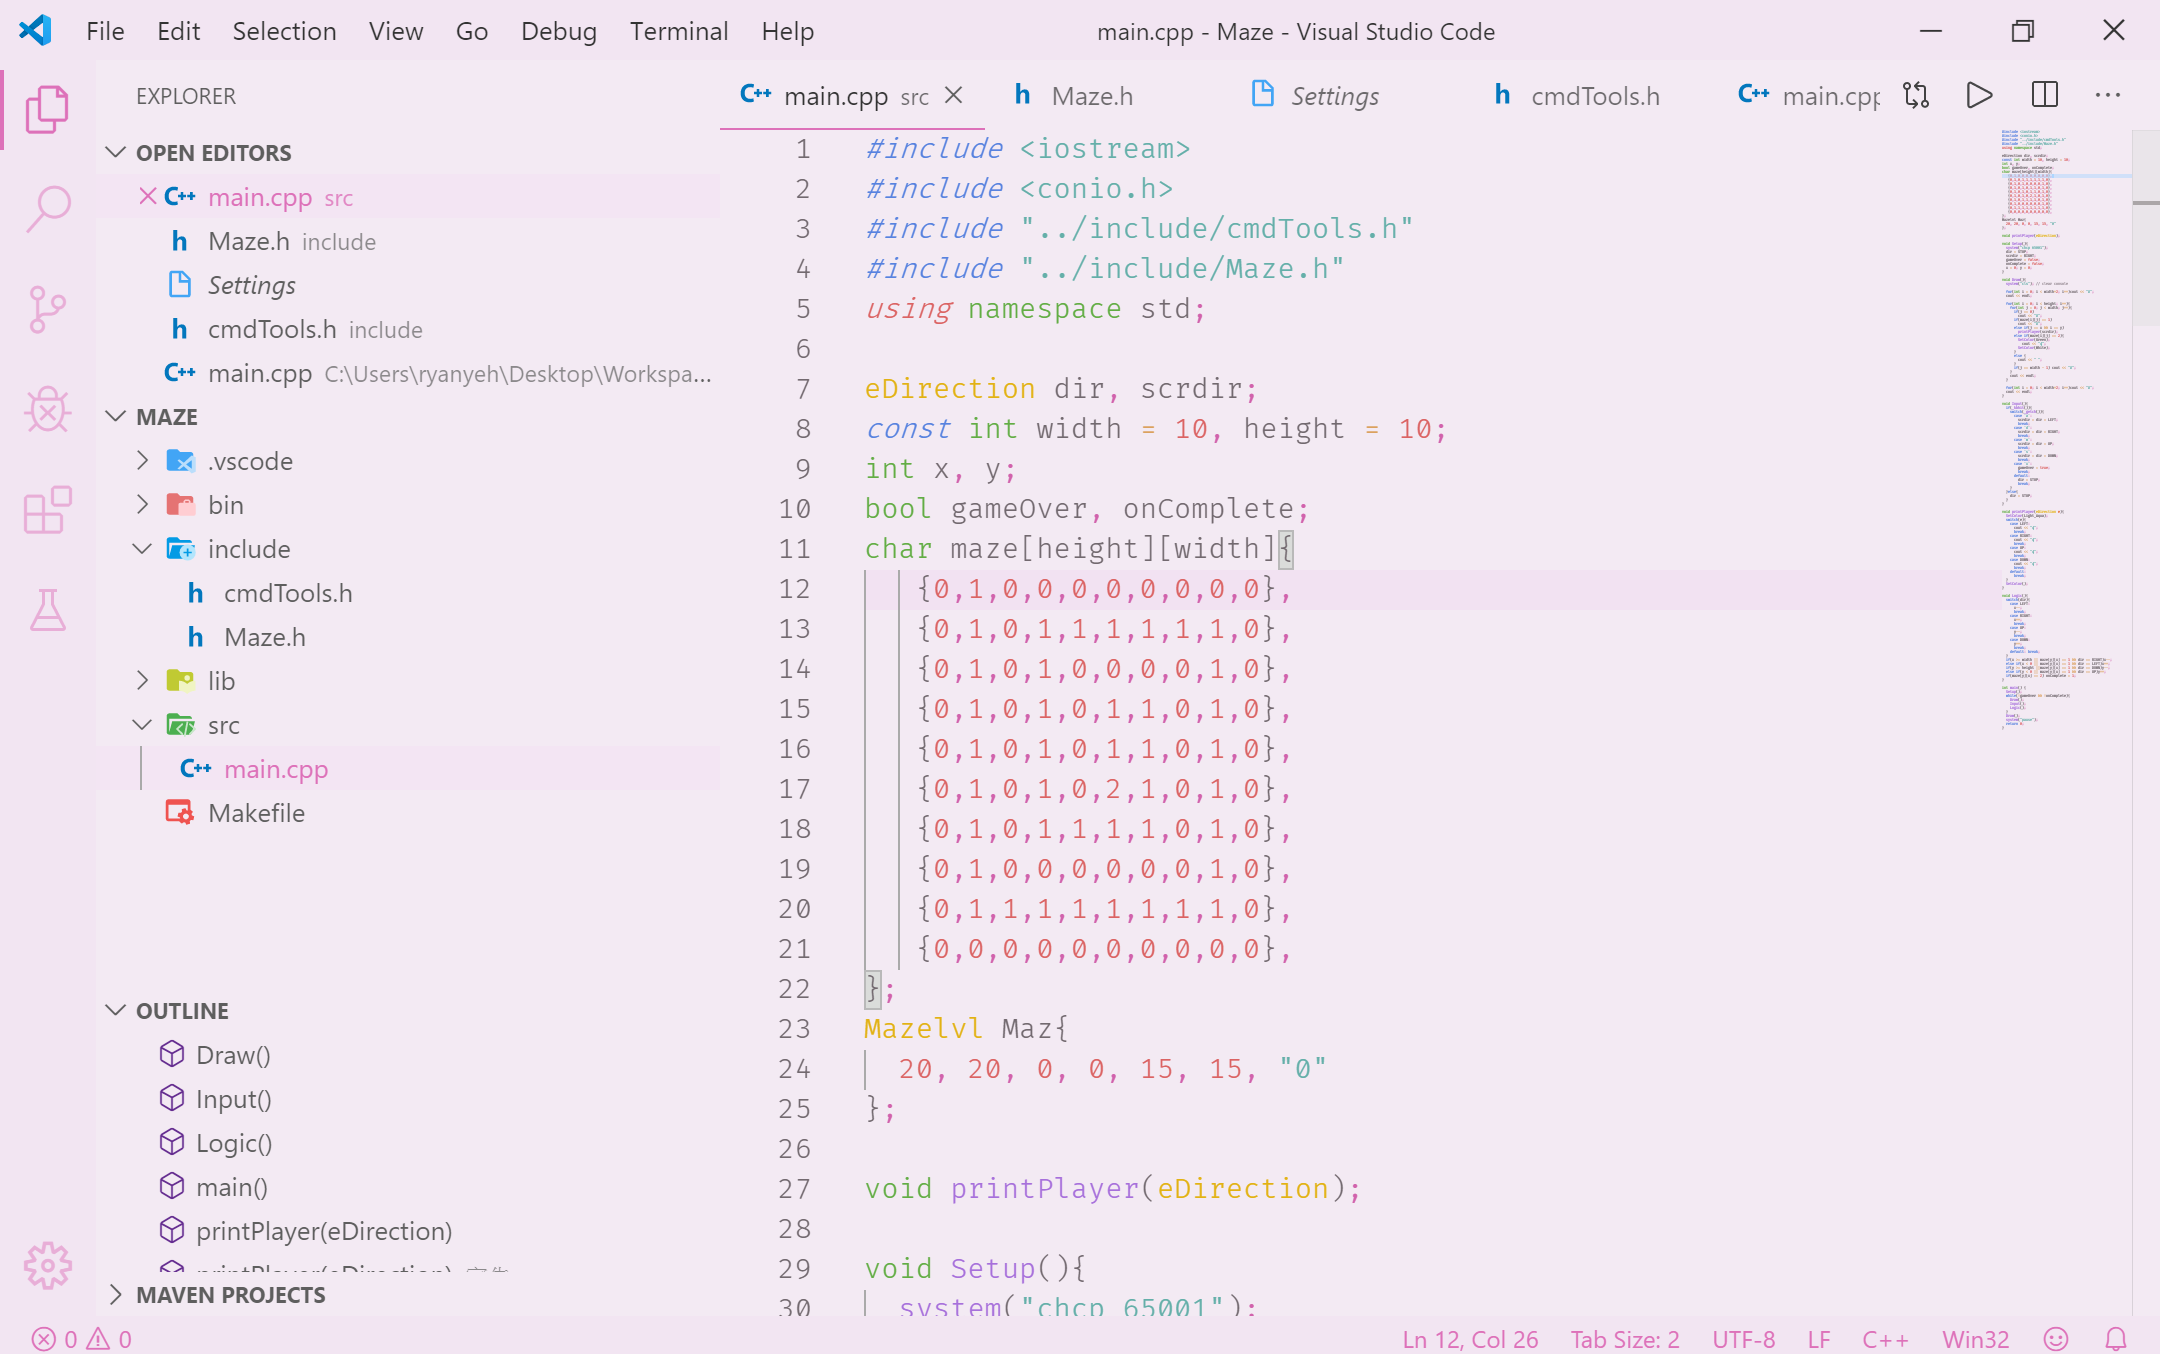 File Edit Selection View Go Debug Terminal Help main.cpp - Maze - Visual Studio Code
EXPLORER
OPEN EDITORS
main.cpp src
Maze.h include
Settings
cmdTools.h include
main.cpp C:\Users\ryanyeh\Desktop\Workspa...
MAZE
.vscode
bin
include
cmdTools.h
Maze.h
lib
src
main.cpp
Makefile
OUTLINE
Draw()
Input()
Logic()
main()
printPlayer(eDirection)
printPlayer(eDirection)
MAVEN PROJECTS
main.cpp src Maze.h Settings cmdTools.h main.cpp
1 #include <iostream>
2 #include <conio.h>
3 #include "../include/cmdTools.h"
4 #include "../include/Maze.h"
5 using namespace std;
6
7 eDirection dir, scrdir;
8 const int width = 10, height = 10;
9 int x, y;
10 bool gameOver, onComplete;
11 char maze[height][width]{
12 {0,1,0,0,0,0,0,0,0,0},
13 {0,1,0,1,1,1,1,1,1,0},
14 {0,1,0,1,0,0,0,0,1,0},
15 {0,1,0,1,0,1,1,0,1,0},
16 {0,1,0,1,0,1,1,0,1,0},
17 {0,1,0,1,0,2,1,0,1,0},
18 {0,1,0,1,1,1,1,0,1,0},
19 {0,1,0,0,0,0,0,0,1,0},
20 {0,1,1,1,1,1,1,1,1,0},
21 {0,0,0,0,0,0,0,0,0,0},
22 };
23 Mazelvl Maz{
24 20, 20, 0, 0, 15, 15, "0"
25 };
26
27 void printPlayer(eDirection);
28
29 void Setup(){
30 system("chcp 65001");
0 0 Ln 12, Col 26 Tab Size: 2 UTF-8 LF C++ Win32